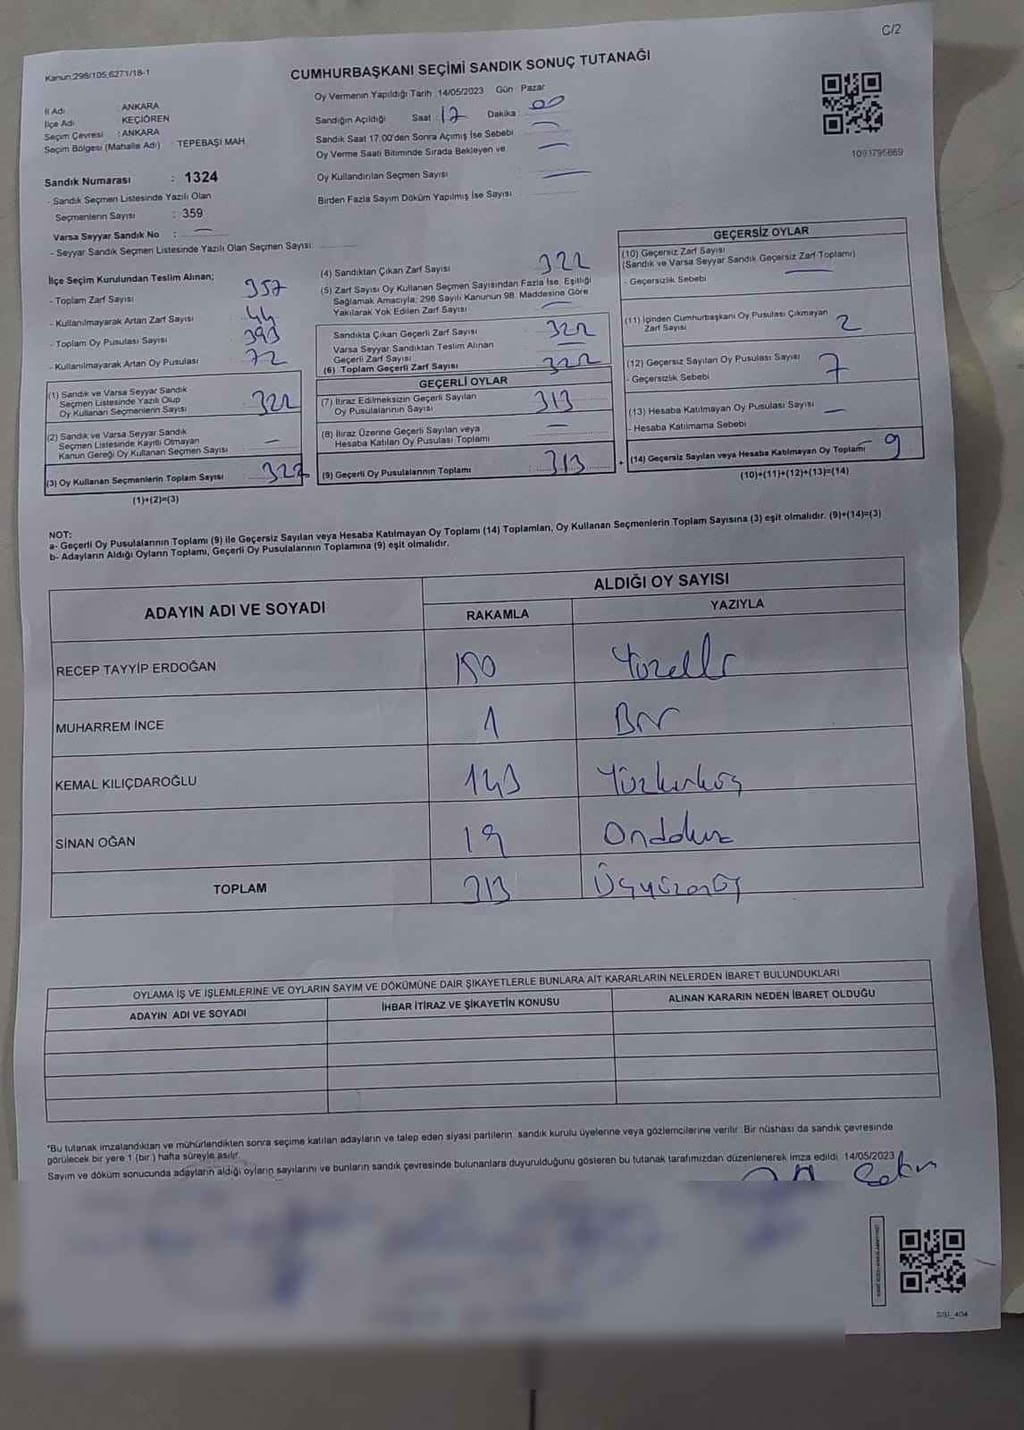 C/2
Kanun:298/105;6271/18-1
CUMHURBAŞKANI SEÇİMİ SANDIK SONUÇ TUTANAĞI
İl Adı : ANKARA
İlçe Adı : KEÇİÖREN
Seçim Çevresi : ANKARA
Seçim Bölgesi (Mahalle Adı) : TEPEBAŞI MAH
Sandık Numarası : 1324
- Sandık Seçmen Listesinde Yazılı Olan
Seçmenlerin Sayısı : 359
Varsa Seyyar Sandık No : —
- Seyyar Sandık Seçmen Listesinde Yazılı Olan Seçmen Sayısı:
Oy Vermenin Yapıldığı Tarih :14/05/2023 Gün : Pazar
Sandığın Açıldığı Saat : 17 Dakika : 00
Sandık Saat 17.00'den Sonra Açımış İse Sebebi —
Oy Verme Saati Bitiminde Sırada Bekleyen ve —
Oy Kullandırılan Seçmen Sayısı —
Birden Fazla Sayım Döküm Yapılmış İse Sayısı
1091795869
İlçe Seçim Kurulundan Teslim Alınan;
- Toplam Zarf Sayısı 357
- Kullanılmayarak Artan Zarf Sayısı 44
- Toplam Oy Pusulası Sayısı 393
- Kullanılmayarak Artan Oy Pusulası 72
(1) Sandık ve Varsa Seyyar Sandık
Seçmen Listesinde Yazılı Olup
Oy Kullanan Seçmenlerin Sayısı 322
(2) Sandık ve Varsa Seyyar Sandık
Seçmen Listesinde Kayıtlı Olmayan
Kanun Gereği Oy Kullanan Seçmen Sayısı —
(3) Oy Kullanan Seçmenlerin Toplam Sayısı 322
(1)+(2)=(3)
(4) Sandıktan Çıkan Zarf Sayısı 322
(5) Zarf Sayısı Oy Kullanan Seçmen Sayısından Fazla İse, Eşitliği
Sağlamak Amacıyla; 298 Sayılı Kanunun 98. Maddesine Göre
Yakılarak Yok Edilen Zarf Sayısı —
Sandıkta Çıkan Geçerli Zarf Sayısı 322
Varsa Seyyar Sandıktan Teslim Alınan
Geçerli Zarf Sayısı —
(6) Toplam Geçerli Zarf Sayısı 322
GEÇERLİ OYLAR
(7) İtiraz Edilmeksizin Geçerli Sayılan
Oy Pusulalarının Sayısı 313
(8) İtiraz Üzerine Geçerli Sayılan veya
Hesaba Katılan Oy Pusulası Toplamı —
(9) Geçerli Oy Pusulalarının Toplamı 313
+
GEÇERSİZ OYLAR
(10) Geçersiz Zarf Sayısı
(Sandık ve Varsa Seyyar Sandık Geçersiz Zarf Toplamı)
- Geçersizlik Sebebi —
(11) İçinden Cumhurbaşkanı Oy Pusulası Çıkmayan
Zarf Sayısı 2
(12) Geçersiz Sayılan Oy Pusulası Sayısı 7
- Geçersizlik Sebebi
(13) Hesaba Katılmayan Oy Pusulası Sayısı —
- Hesaba Katılmama Sebebi
(14) Geçersiz Sayılan veya Hesaba Katılmayan Oy Toplamı 9
(10)+(11)+(12)+(13)=(14)
NOT:
a- Geçerli Oy Pusulalarının Toplamı (9) ile Geçersiz Sayılan veya Hesaba Katılmayan Oy Toplamı (14) Toplamları, Oy Kullanan Seçmenlerin Toplam Sayısına (3) eşit olmalıdır. (9)+(14)=(3)
b- Adayların Aldığı Oyların Toplamı, Geçerli Oy Pusulalarının Toplamına (9) eşit olmalıdır.
ADAYIN ADI VE SOYADI ALDIĞI OY SAYISI
RAKAMLA YAZIYLA
RECEP TAYYİP ERDOĞAN 150 Yüzelli
MUHARREM İNCE 1 Bir
KEMAL KILIÇDAROĞLU 143 Yüzkırküç
SİNAN OĞAN 19 Ondokuz
TOPLAM 313 Üçyüzonüç
OYLAMA İŞ VE İŞLEMLERİNE VE OYLARIN SAYIM VE DÖKÜMÜNE DAİR ŞİKAYETLERLE BUNLARA AİT KARARLARIN NELERDEN İBARET BULUNDUKLARI
ADAYIN ADI VE SOYADI İHBAR İTİRAZ VE ŞİKAYETİN KONUSU ALINAN KARARIN NEDEN İBARET OLDUĞU
*Bu tutanak imzalandıktan ve mühürlendikten sonra seçime katılan adayların ve talep eden siyasi partilerin sandık kurulu üyelerine veya gözlemcilerine verilir. Bir nüshası da sandık çevresinde
görülecek bir yere 1 (bir) hafta süreyle asılır.
Sayım ve döküm sonucunda adayların aldığı oyların sayılarını ve bunların sandık çevresinde bulunanlara duyurulduğunu gösteren bu tutanak tarafımızdan düzenlenerek imza edildi. 14/05/2023
SSI_404